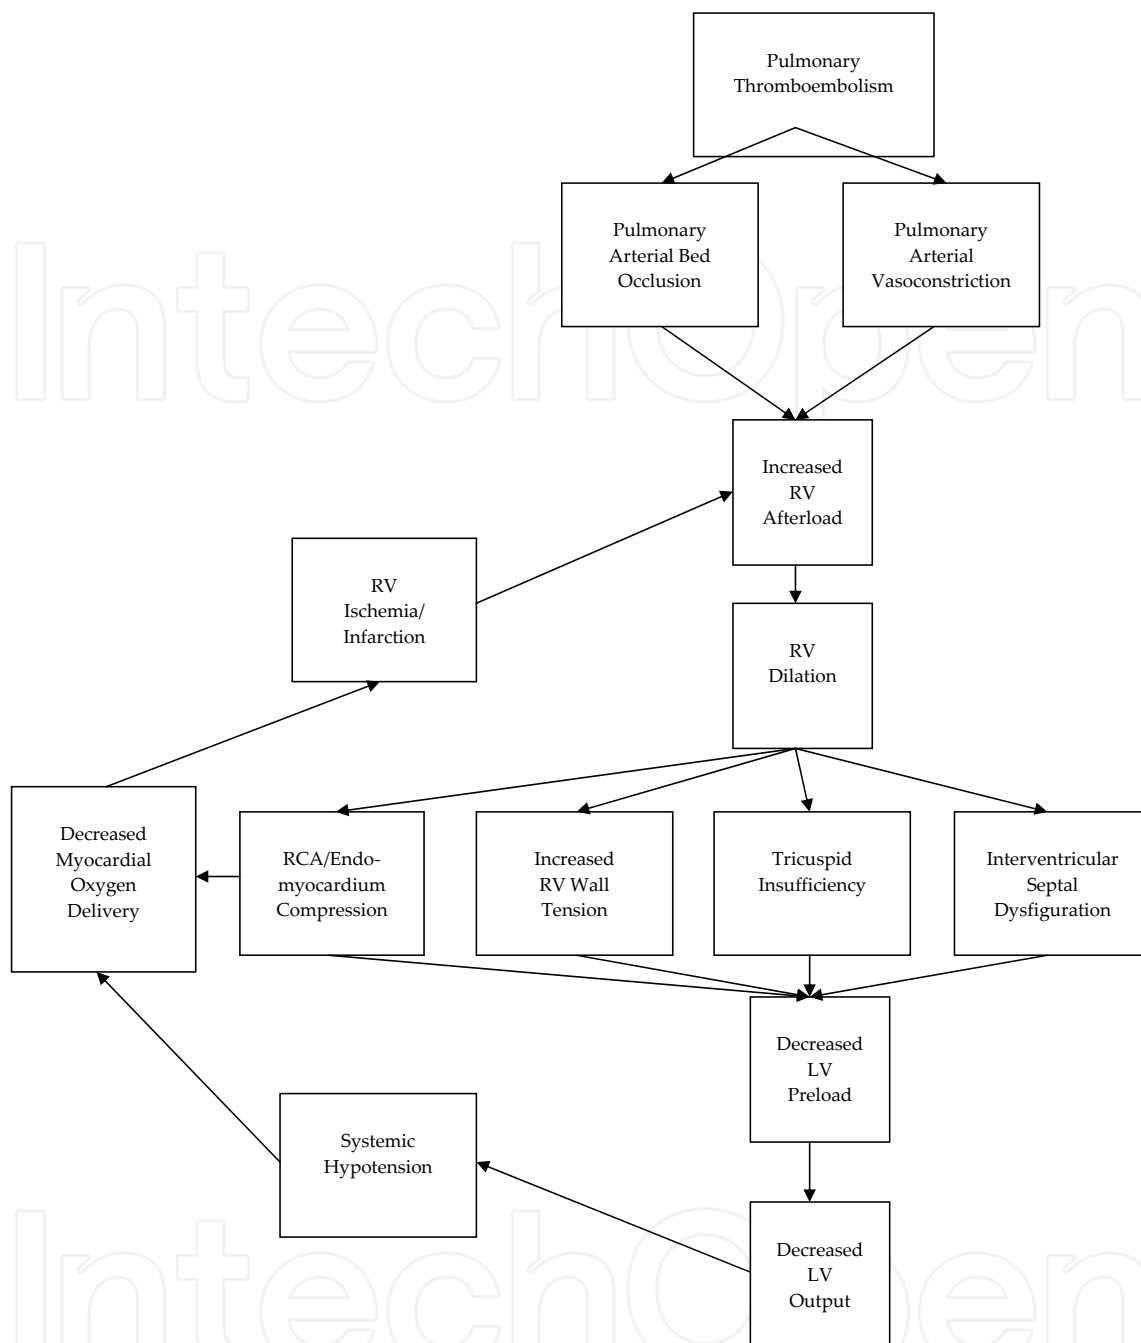 Pulmonary
Thromboembolism
Pulmonary
Arterial Bed
Occlusion
Pulmonary
Arterial
Vasoconstriction
IntechOpen
Increased
RV
Afterload
RV
Ischemia/
Infarction
RV
Dilation
Decreased
Myocardial
Oxygen
Delivery
RCA/Endo-
myocardium
Compression
Increased
RV Wall
Tension
Tricuspid
Insufficiency
Interventricular
Septal
Dysfiguration
Decreased
LV
Preload
Systemic
Hypotension
Decreased
LV
Output
IntechOpen